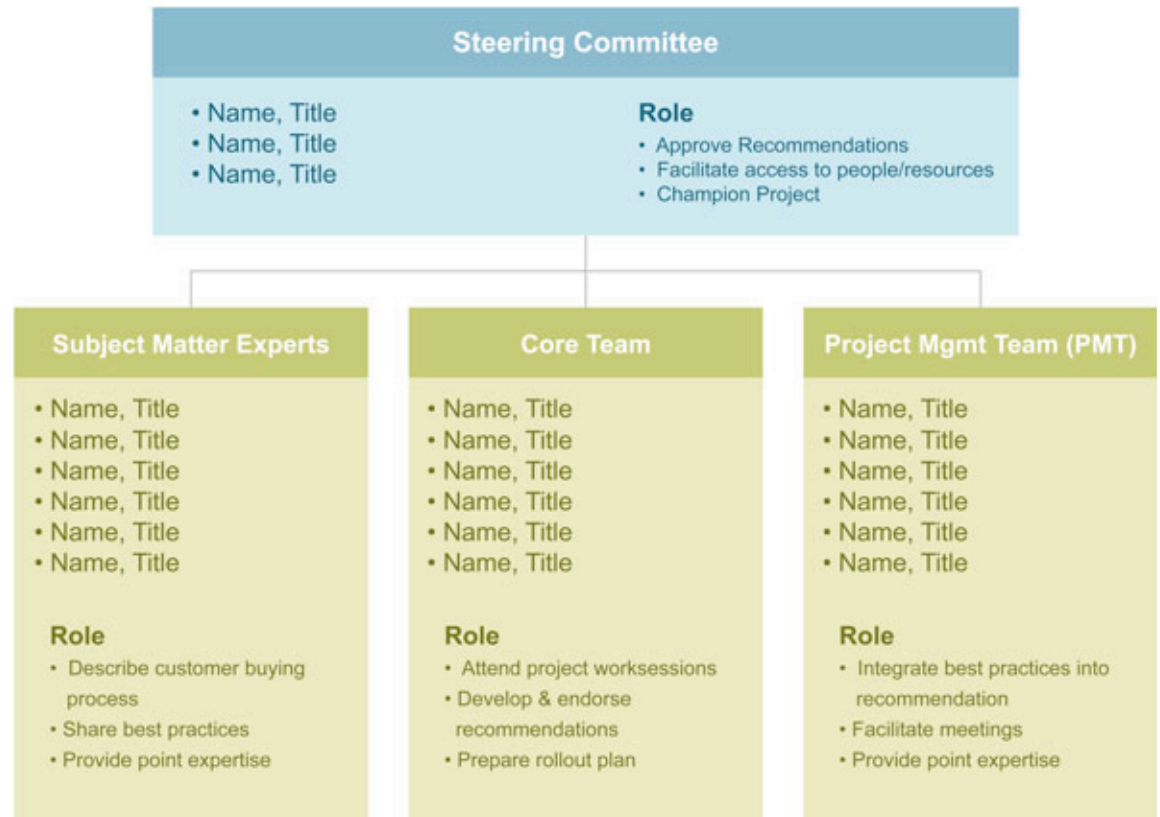 Steering Committee
• Name, Title
• Name, Title
• Name, Title
Role
• Approve Recommendations
• Facilitate access to people/resources
• Champion Project
Subject Matter Experts
• Name, Title
• Name, Title
• Name, Title
• Name, Title
• Name, Title
• Name, Title
Role
• Describe customer buying
process
• Share best practices
• Provide point expertise
Core Team
• Name, Title
• Name, Title
• Name, Title
• Name, Title
• Name, Title
• Name, Title
Role
• Attend project worksessions
• Develop & endorse
recommendations
• Prepare rollout plan
Project Mgmt Team (PMT)
• Name, Title
• Name, Title
• Name, Title
• Name, Title
• Name, Title
• Name, Title
Role
• Integrate best practices into
recommendation
• Facilitate meetings
• Provide point expertise